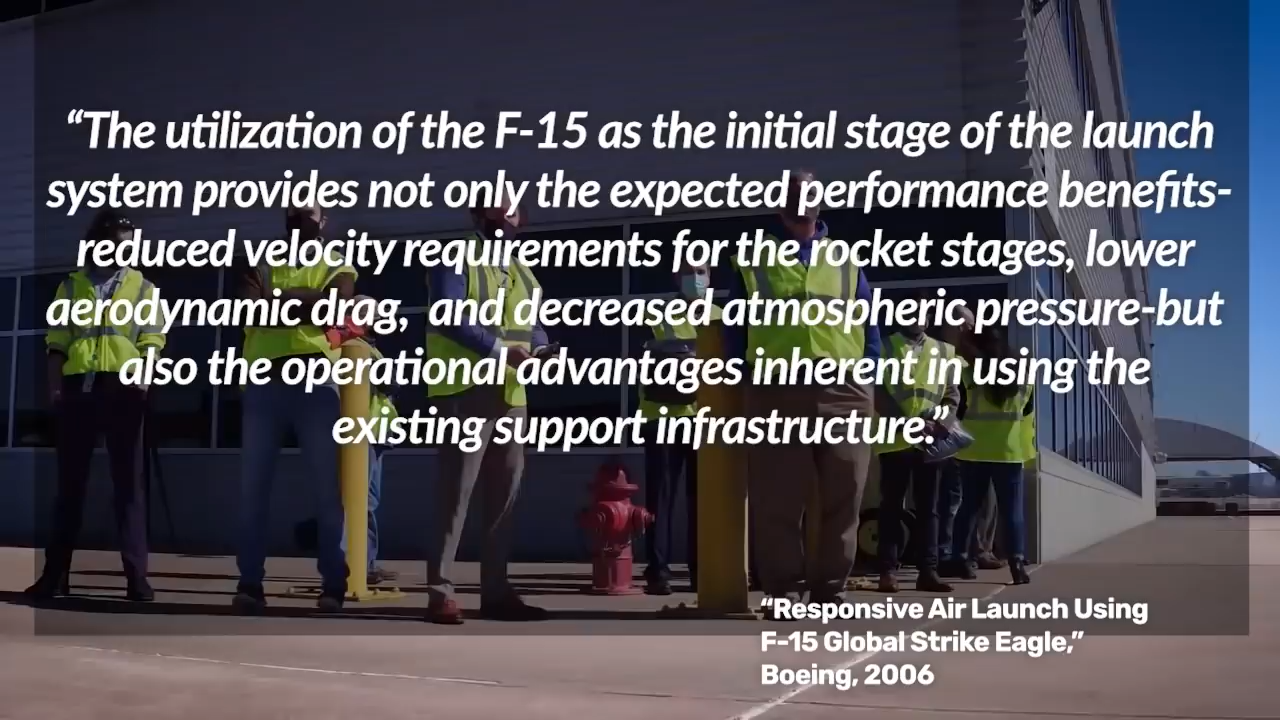 “The utilization of the F-15 as the initial stage of the launch
system provides not only the expected performance benefits-
reduced velocity requirements for the rocket stages, lower
aerodynamic drag,  and decreased atmospheric pressure-but
also the operational advantages inherent in using the
existing support infrastructure.”
“Responsive Air Launch Using
F-15 Global Strike Eagle,”
Boeing, 2006